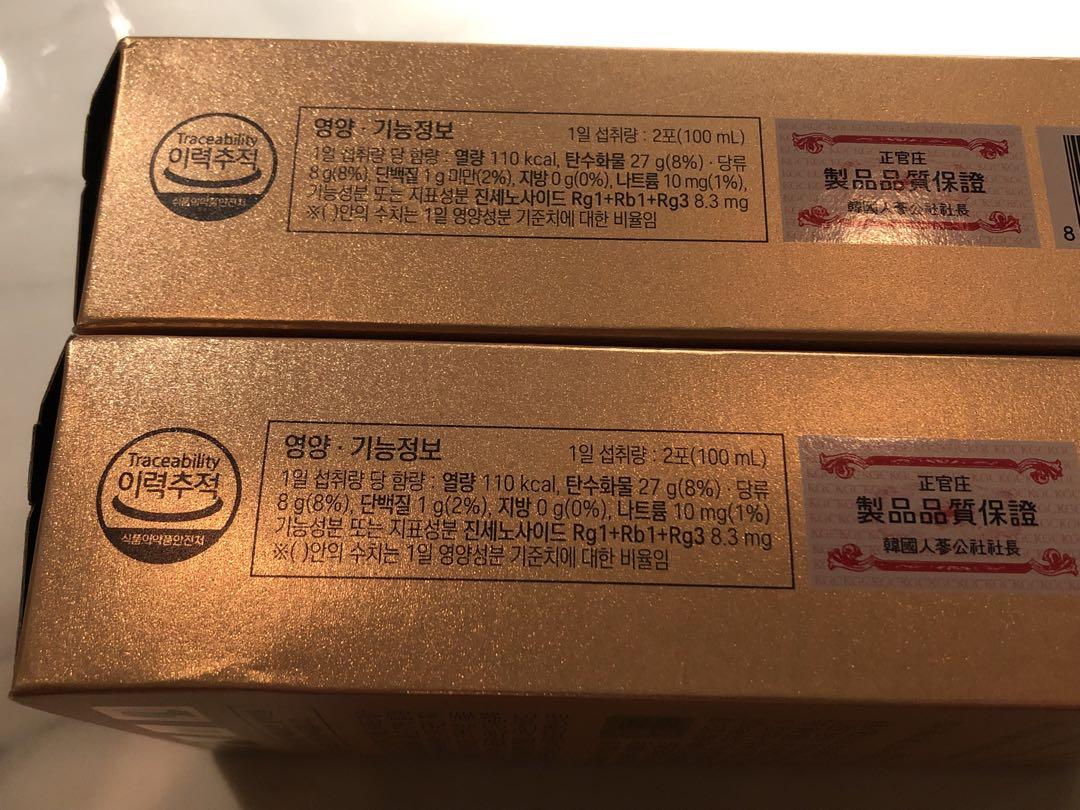 Traceability
이력추적
식품의약품안전처
영양 · 기능정보
1일 섭취량 : 2포(100 mL)
1일 섭취량 당 함량 : 열량 110 kcal, 탄수화물 27 g(8%) · 당류
8 g(8%), 단백질 1 g 미만(2%), 지방 0 g(0%), 나트륨 10 mg(1%),
기능성분 또는 지표성분 진세노사이드 Rg1+Rb1+Rg3 8.3 mg
※( )안의 수치는 1일 영양성분 기준치에 대한 비율임
正官庄
製品品質保證
韓國人蔘公社社長
8
Traceability
이력추적
식품의약품안전처
영양 · 기능정보
1일 섭취량 : 2포(100 mL)
1일 섭취량 당 함량 : 열량 110 kcal, 탄수화물 27 g(8%) · 당류
8 g(8%), 단백질 1 g(2%), 지방 0 g(0%), 나트륨 10 mg(1%)
기능성분 또는 지표성분 진세노사이드 Rg1+Rb1+Rg3 8.3 mg
※( )안의 수치는 1일 영양성분 기준치에 대한 비율임
正官庄
製品品質保證
韓國人蔘公社社長